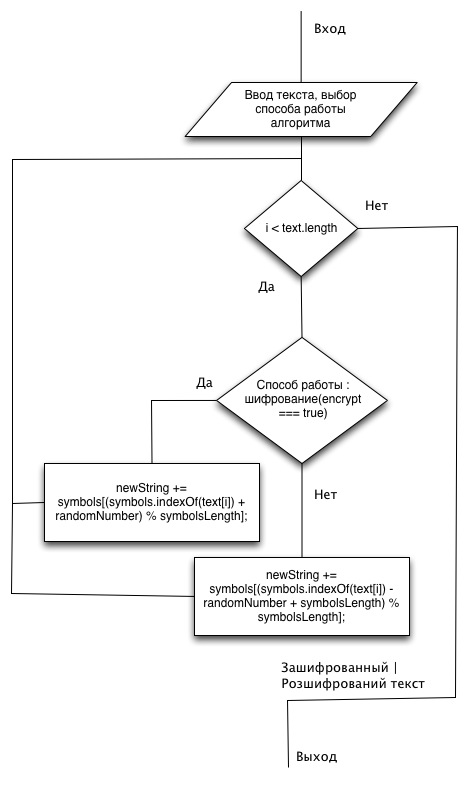 Вход
Ввод текста, выбор
способа работы
алгоритма
i < text.length
Нет
Да
Способ работы :
шифрование(encrypt
=== true)
Да
newString +=
symbols[(symbols.indexOf(text[i]) +
randomNumber) % symbolsLength];
Нет
newString +=
symbols[(symbols.indexOf(text[i]) -
randomNumber + symbolsLength) %
symbolsLength];
Зашифрованный |
Розшифрований текст
Выход